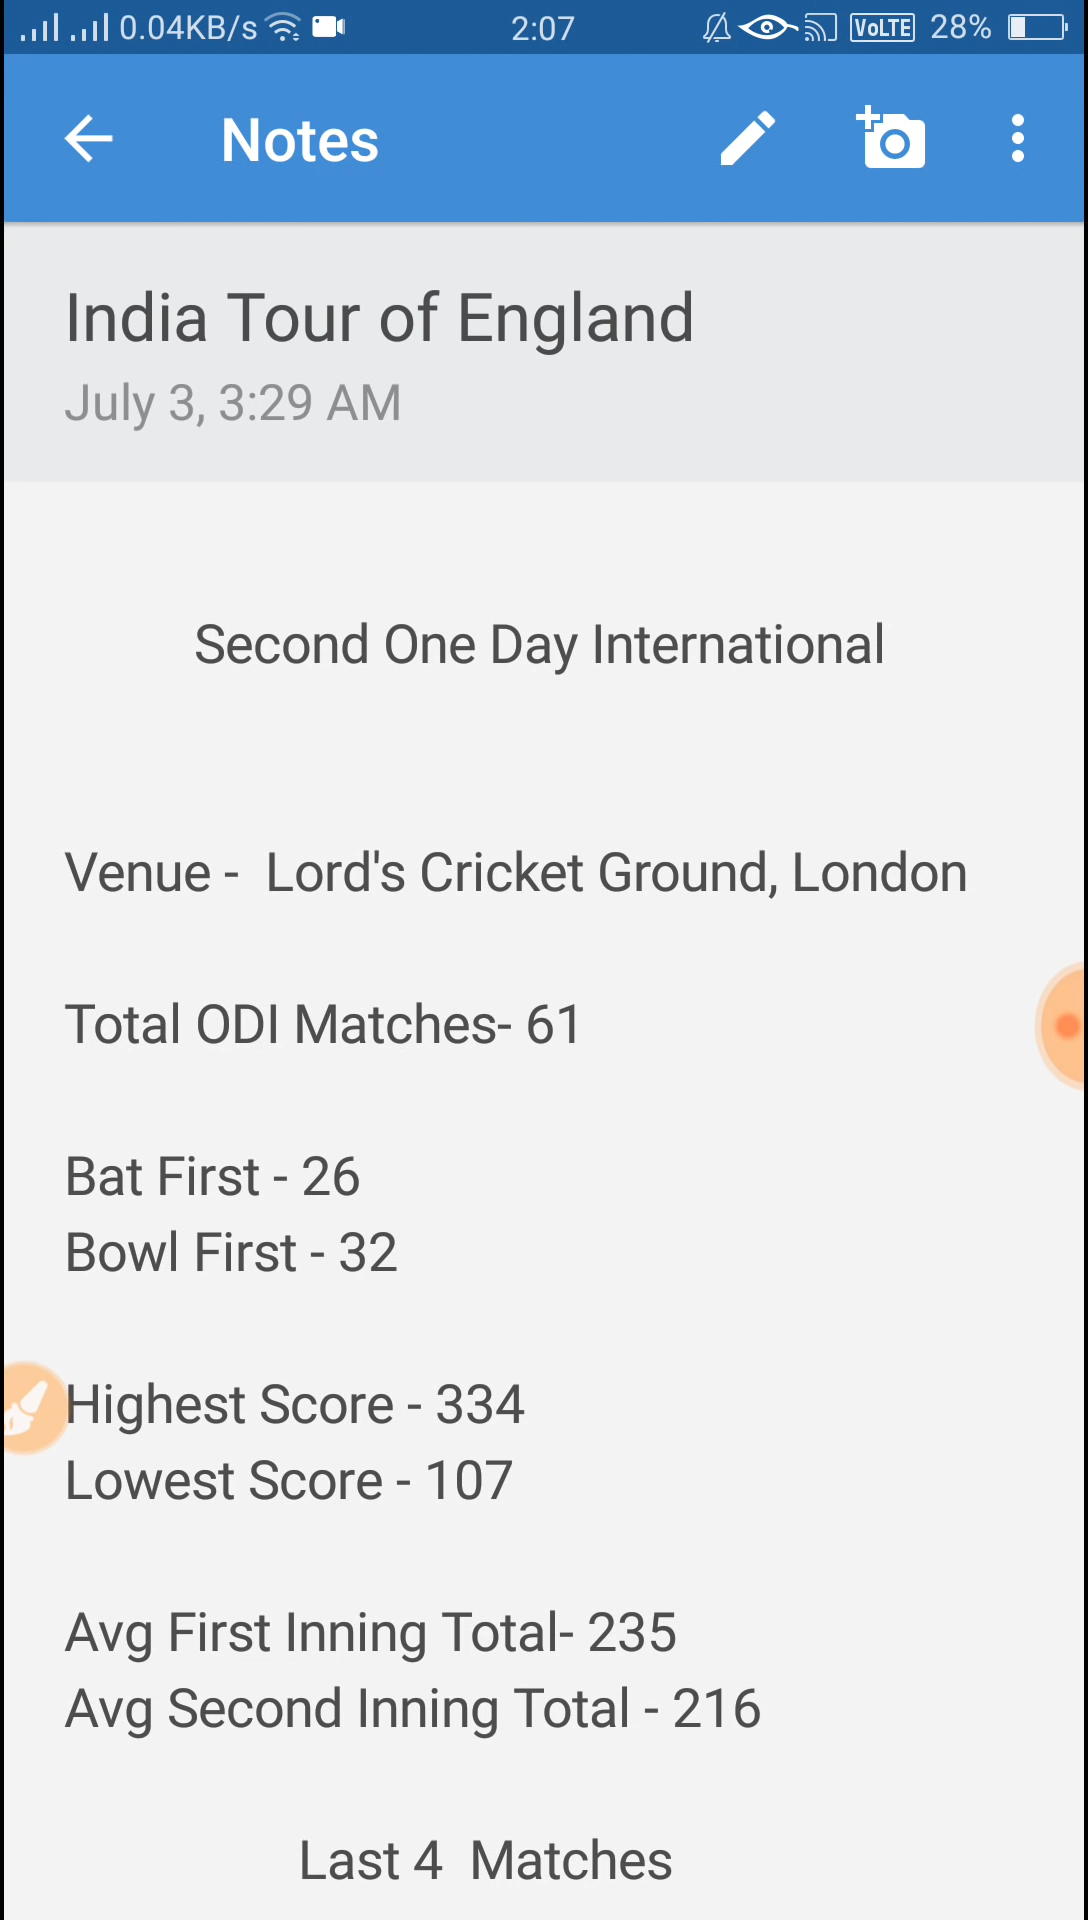 0.04KB/s 2:07 VoLTE 28%
Notes
India Tour of England
July 3, 3:29 AM
Second One Day International
Venue -  Lord's Cricket Ground, London
Total ODI Matches- 61
Bat First - 26
Bowl First - 32
Highest Score - 334
Lowest Score - 107
Avg First Inning Total- 235
Avg Second Inning Total - 216
Last 4  Matches